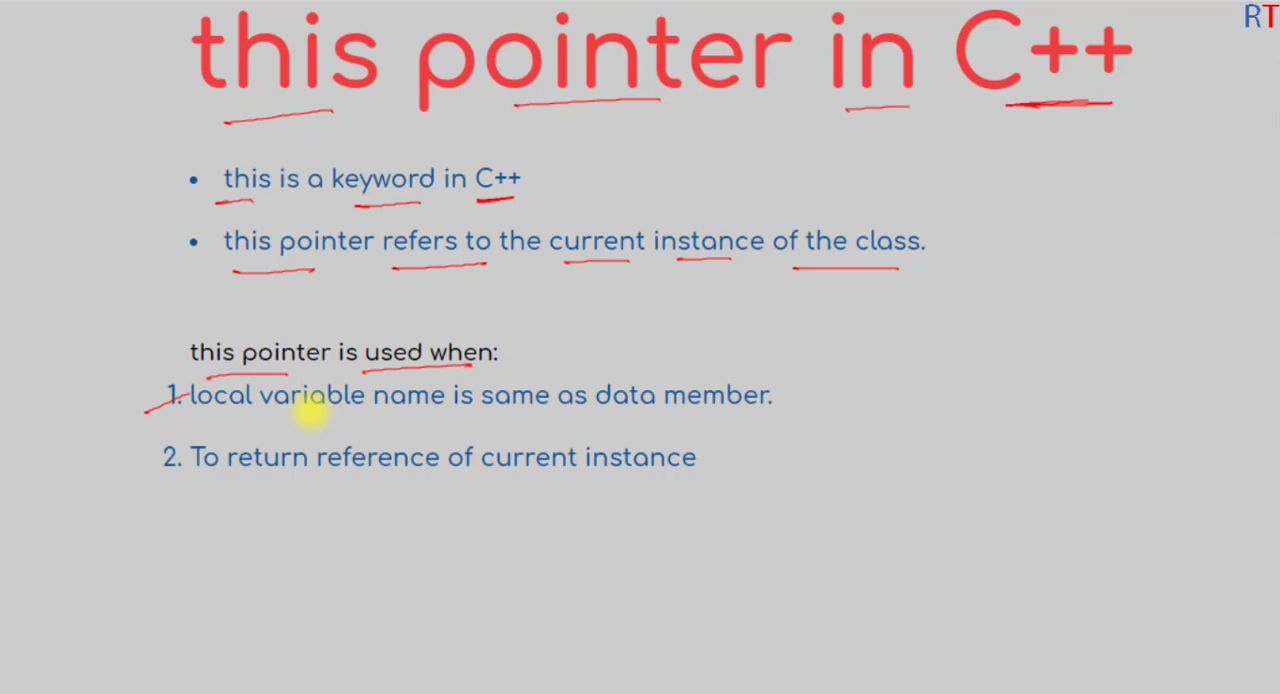 RT
this pointer in C++
• this is a keyword in C++
• this pointer refers to the current instance of the class.
this pointer is used when:
1. local variable name is same as data member.
2. To return reference of current instance